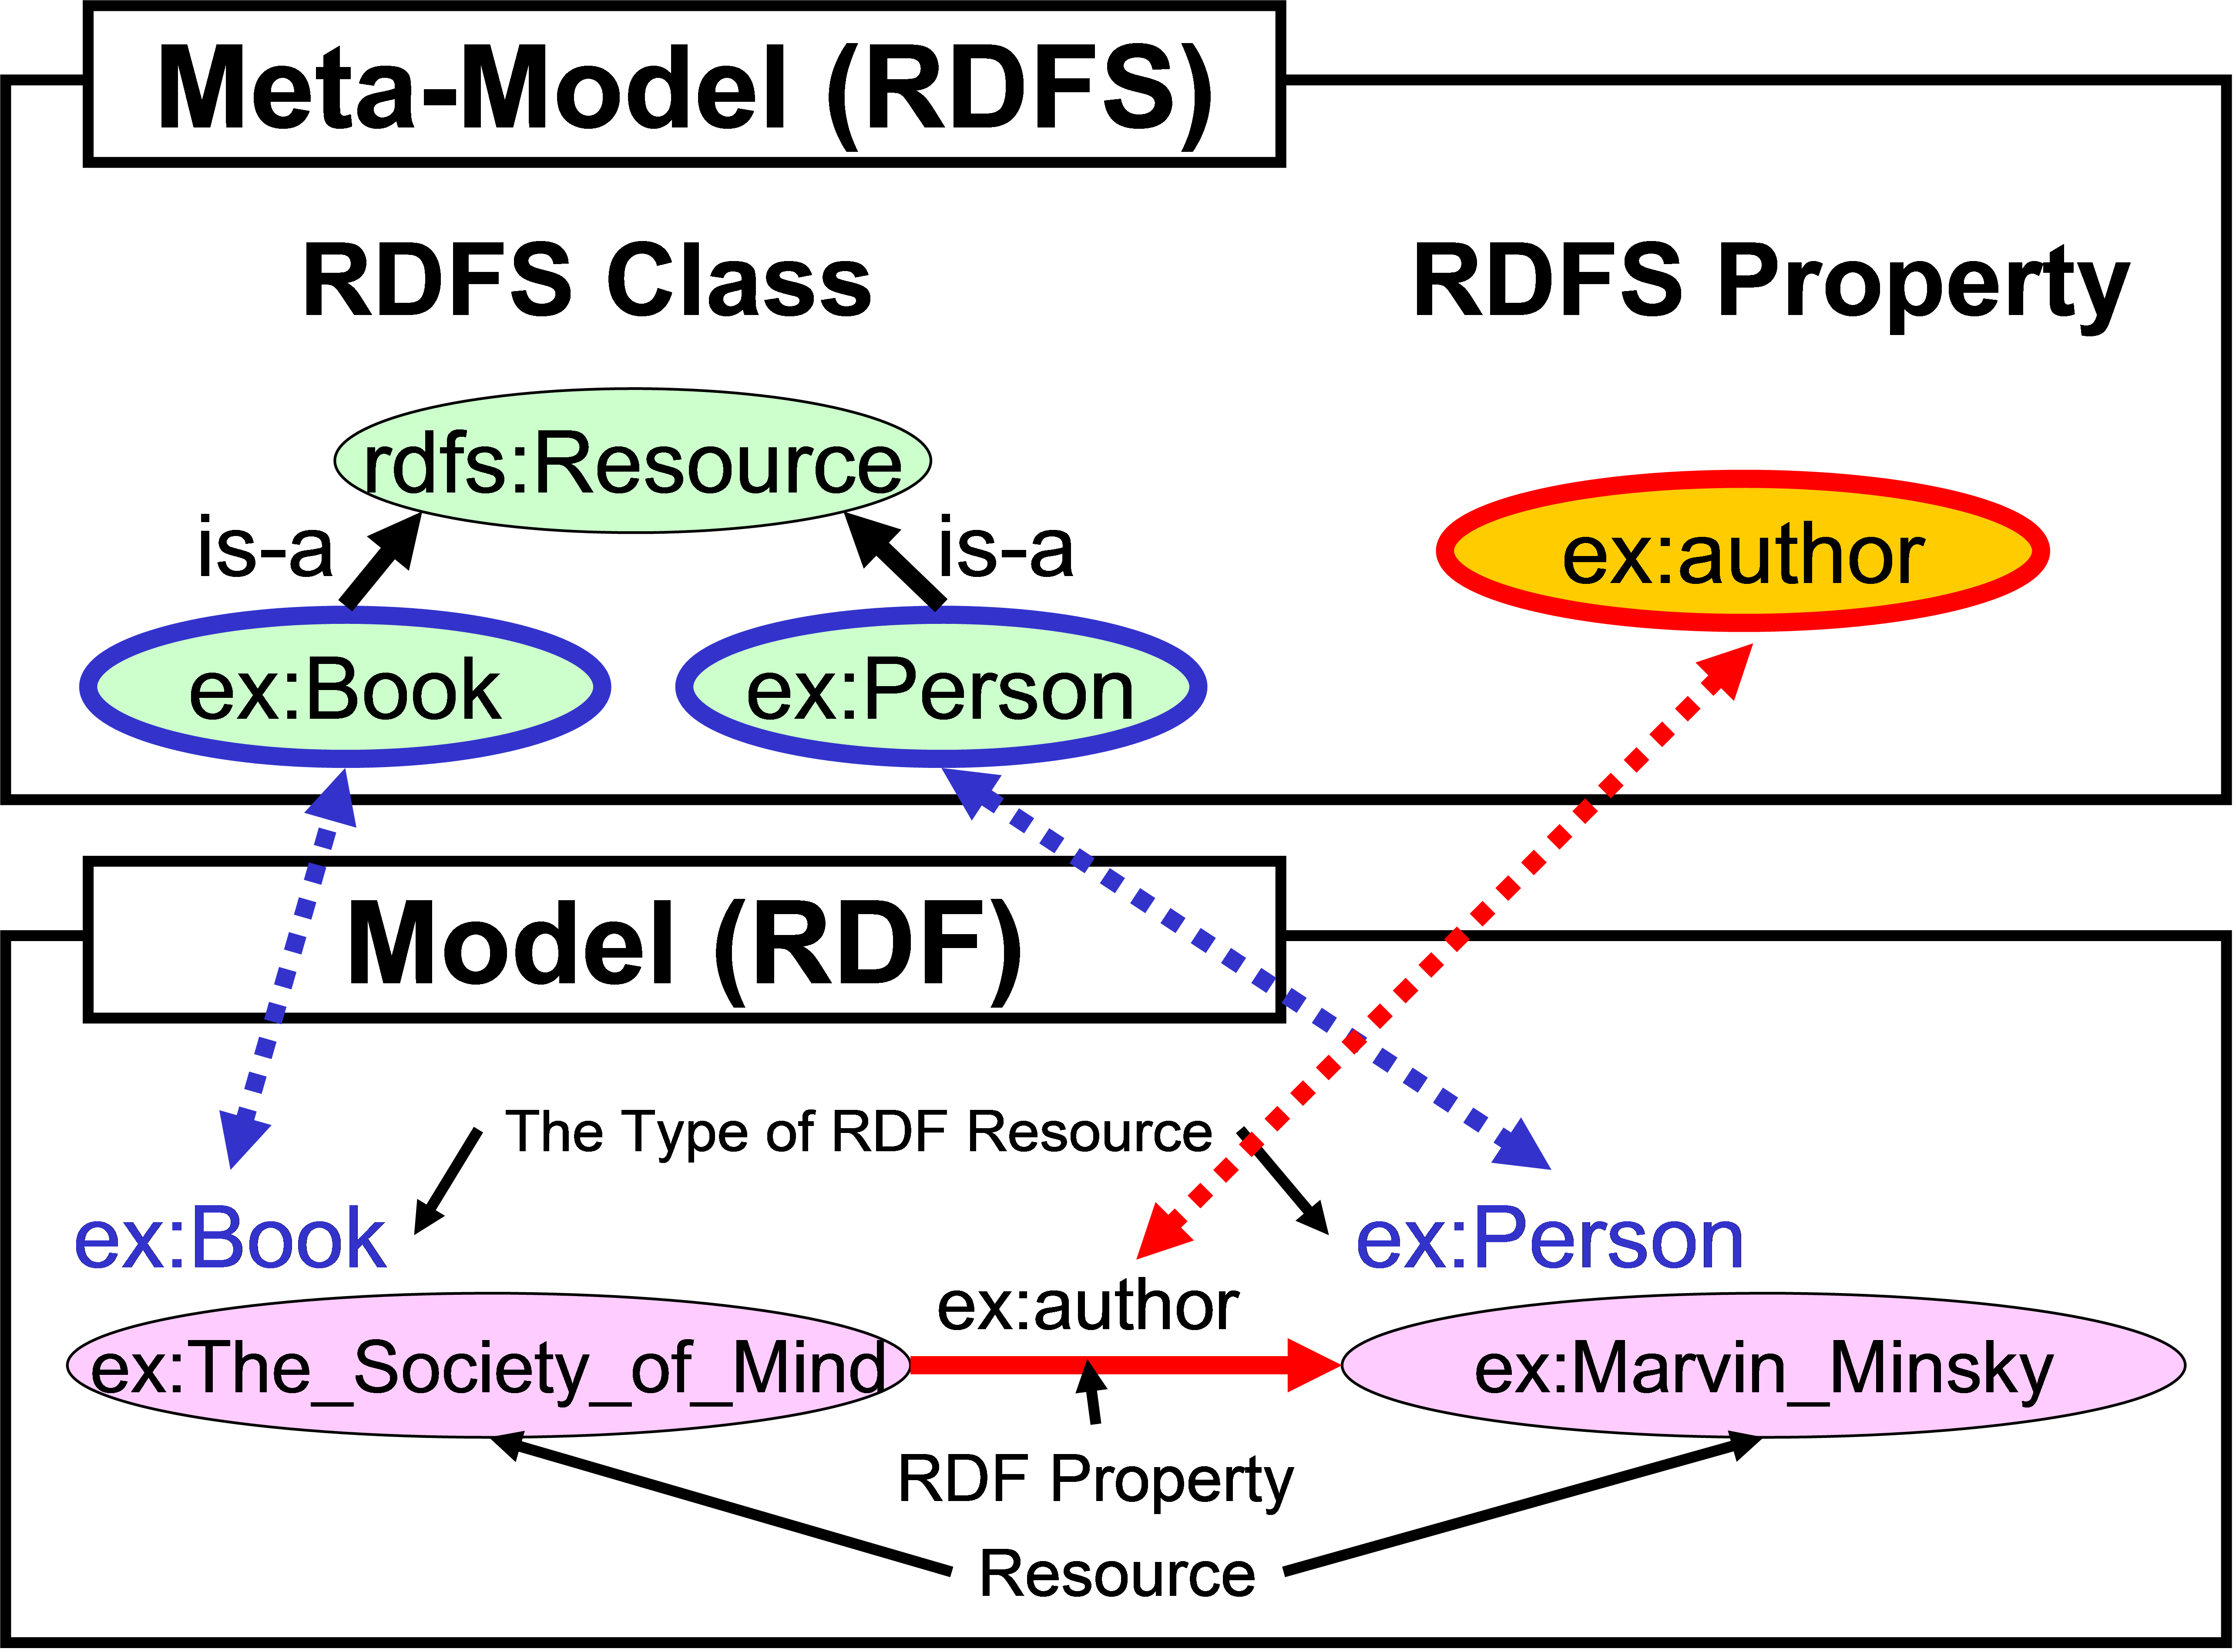 Meta-Model (RDFS)
RDFS Class
RDFS Property
rdfs:Resource
is-a
is-a
ex:author
ex:Book
ex:Person
Model (RDF)
The Type of RDF Resource
ex:Book
ex:Person
ex:author
ex:The_Society_of_Mind
ex:Marvin_Minsky
RDF Property
Resource